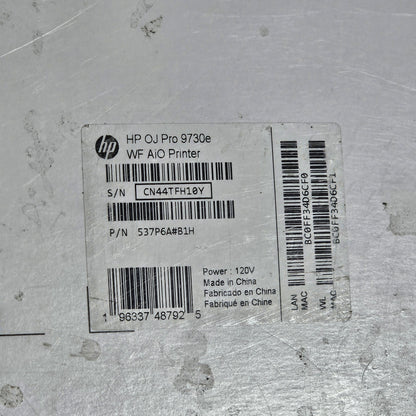 hp
HP OJ Pro 9730e
WF AiO Printer
S/N CN44TFH10Y
P/N 537P6A#B1H
1 96337 48792 5
Power : 120V
Made in China
Fabricado en China
Fabriqué en Chine
LAN MAC BC0FF34D6CF0
WL MAC BC0FF34D6CF1